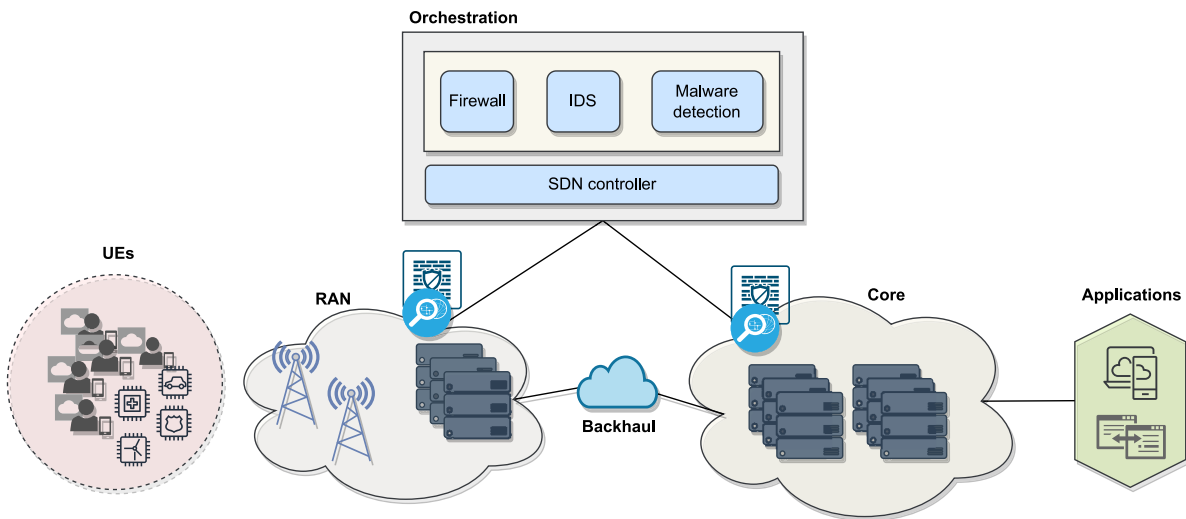 Orchestration
Firewall
IDS
Malware
detection
SDN controller
UEs
RAN
Core
Applications
Backhaul